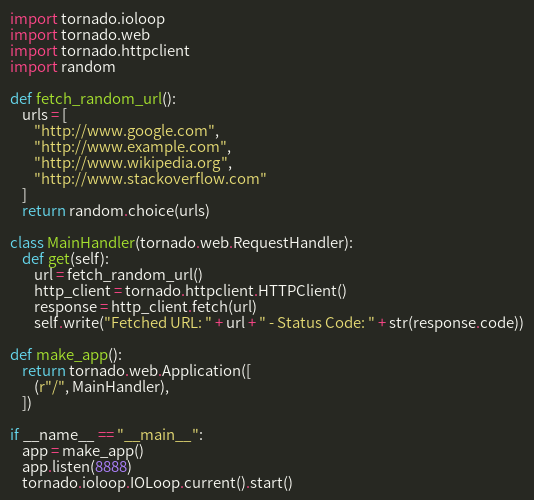 import tornado.ioloop
import tornado.web
import tornado.httpclient
import random

def fetch_random_url():
    urls = [
        "http://www.google.com",
        "http://www.example.com",
        "http://www.wikipedia.org",
        "http://www.stackoverflow.com"
    ]
    return random.choice(urls)

class MainHandler(tornado.web.RequestHandler):
    def get(self):
        url = fetch_random_url()
        http_client = tornado.httpclient.HTTPClient()
        response = http_client.fetch(url)
        self.write("Fetched URL: " + url + " - Status Code: " + str(response.code))

def make_app():
    return tornado.web.Application([
        (r"/", MainHandler),
    ])

if __name__ == "__main__":
    app = make_app()
    app.listen(8888)
    tornado.ioloop.IOLoop.current().start()